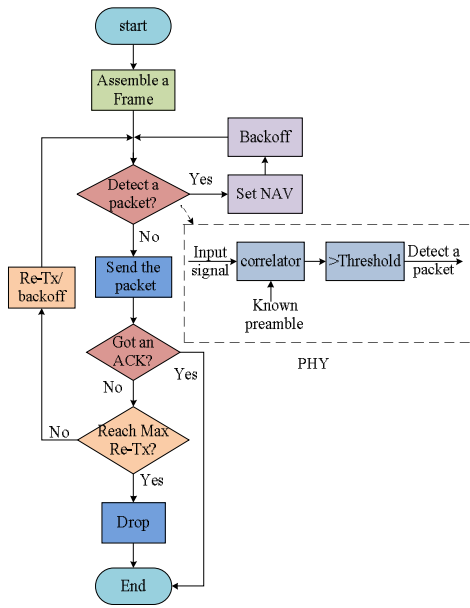 start
Assemble a
Frame
Backoff
Detect a
packet?
Yes
Set NAV
No
Send the
packet
Input
signal
correlator
>Threshold
Detect a
packet
Known
preamble
PHY
Re-Tx/
backoff
Got an
ACK?
Yes
No
Reach Max
Re-Tx?
No
Yes
Drop
End